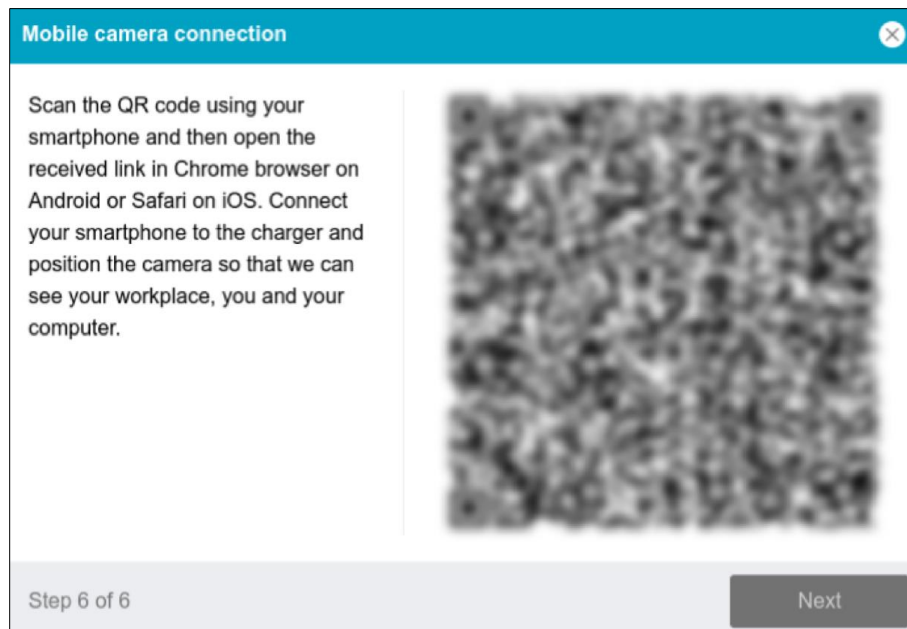 Mobile camera connection
Scan the QR code using your
smartphone and then open the
received link in Chrome browser on
Android or Safari on iOS. Connect
your smartphone to the charger and
position the camera so that we can
see your workplace, you and your
computer.
Step 6 of 6
Next